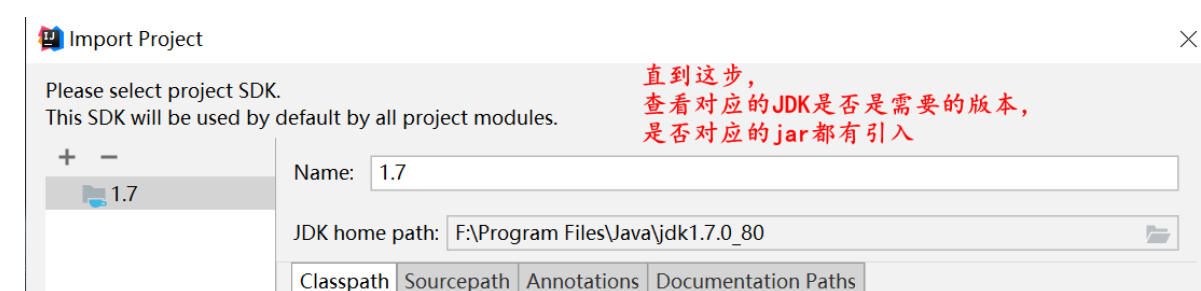 Import Project
Please select project SDK.
This SDK will be used by default by all project modules.
直到这步，
查看对应的JDK是否是需要的版本，
是否对应的jar都有引入
1.7
Name: 1.7
JDK home path: F:\Program Files\Java\jdk1.7.0_80
Classpath Sourcepath Annotations Documentation Paths